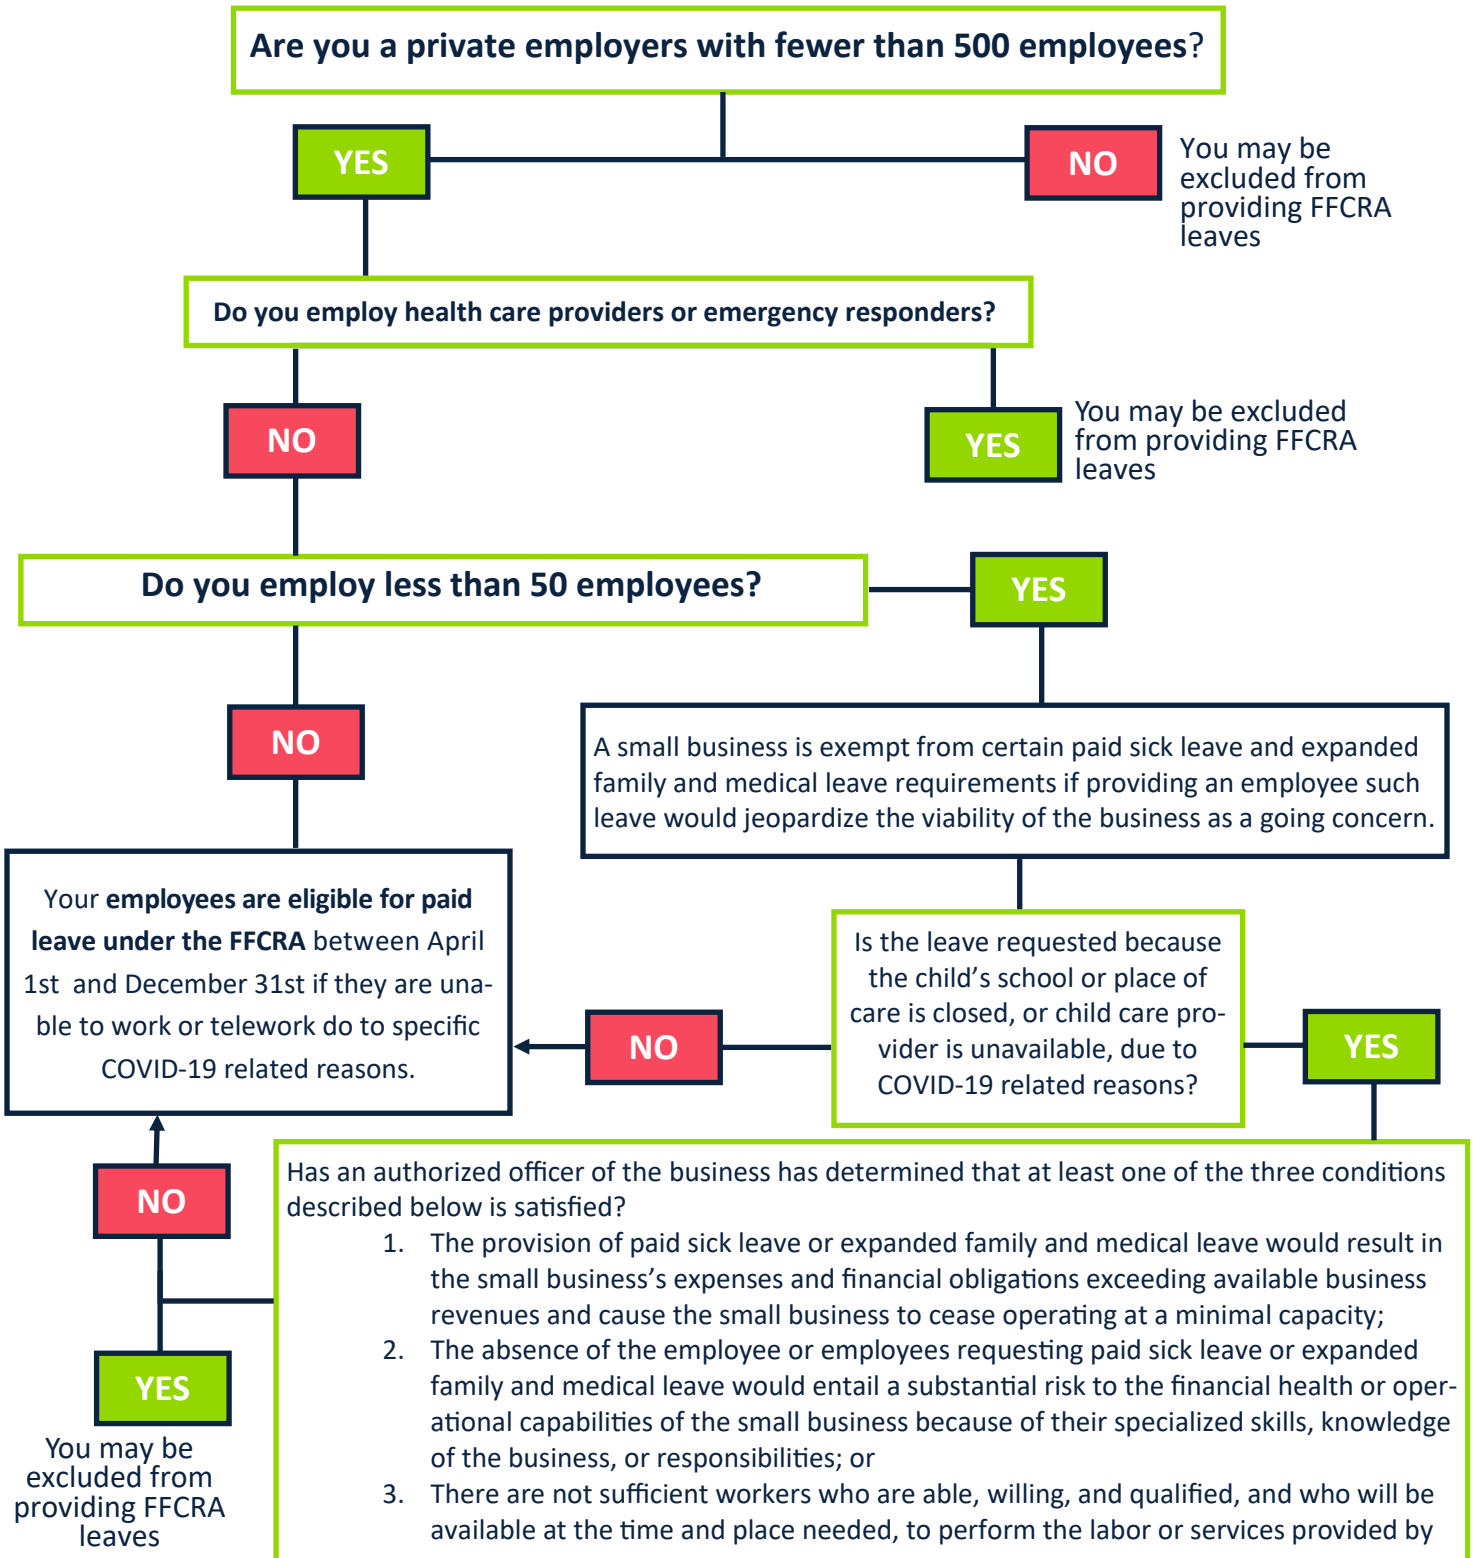 Are you a private employers with fewer than 500 employees?
YES
NO
You may be
excluded from
providing FFCRA
leaves
Do you employ health care providers or emergency responders?
NO
YES
You may be excluded
from providing FFCRA
leaves
Do you employ less than 50 employees?
YES
NO
A small business is exempt from certain paid sick leave and expanded
family and medical leave requirements if providing an employee such
leave would jeopardize the viability of the business as a going concern.
Your employees are eligible for paid
leave under the FFCRA between April
1st and December 31st if they are una-
ble to work or telework do to specific
COVID-19 related reasons.
Is the leave requested because
the child’s school or place of
care is closed, or child care pro-
vider is unavailable, due to
COVID-19 related reasons?
NO
YES
Has an authorized officer of the business has determined that at least one of the three conditions
described below is satisfied?
1. The provision of paid sick leave or expanded family and medical leave would result in
the small business’s expenses and financial obligations exceeding available business
revenues and cause the small business to cease operating at a minimal capacity;
2. The absence of the employee or employees requesting paid sick leave or expanded
family and medical leave would entail a substantial risk to the financial health or oper-
ational capabilities of the small business because of their specialized skills, knowledge
of the business, or responsibilities; or
3. There are not sufficient workers who are able, willing, and qualified, and who will be
available at the time and place needed, to perform the labor or services provided by
NO
YES
You may be
excluded from
providing FFCRA
leaves